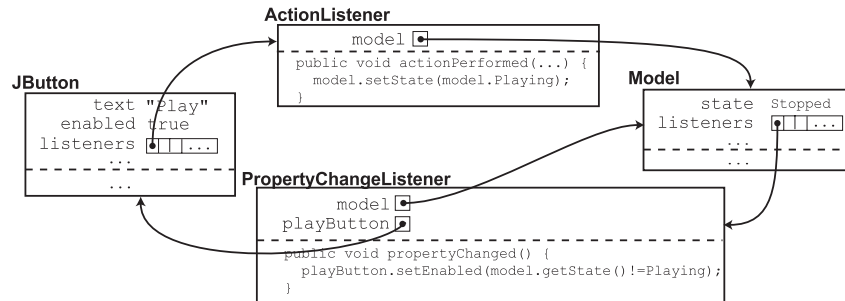 ActionListener
model
public void actionPerformed(...) {
model.setState(model.Playing);
}
JButton
text "Play"
enabled true
listeners ...
...
...
Model
state Stopped
listeners ...
...
...
PropertyChangeListener
model
playButton
public void propertyChanged() {
playButton.setEnabled(model.getState()!=Playing);
}